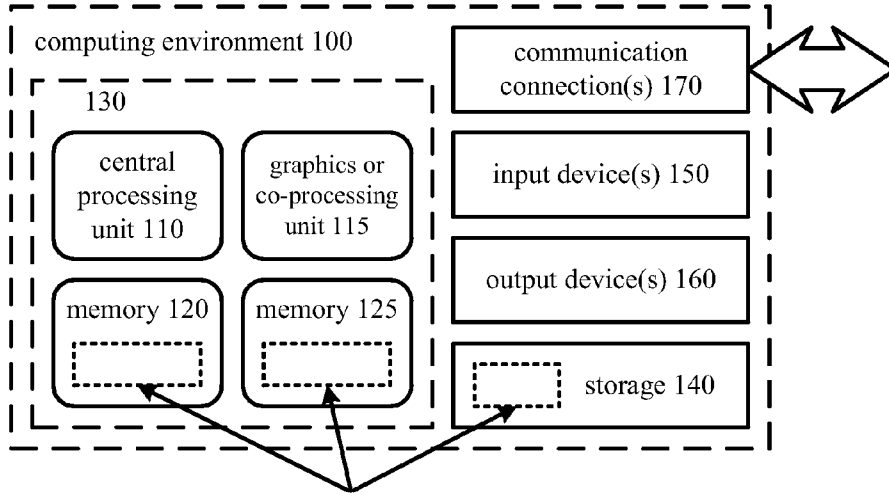 computing environment 100
communication
connection(s) 170
130
central
processing
unit 110
graphics or
co-processing
unit 115
input device(s) 150
output device(s) 160
memory 120
memory 125
storage 140